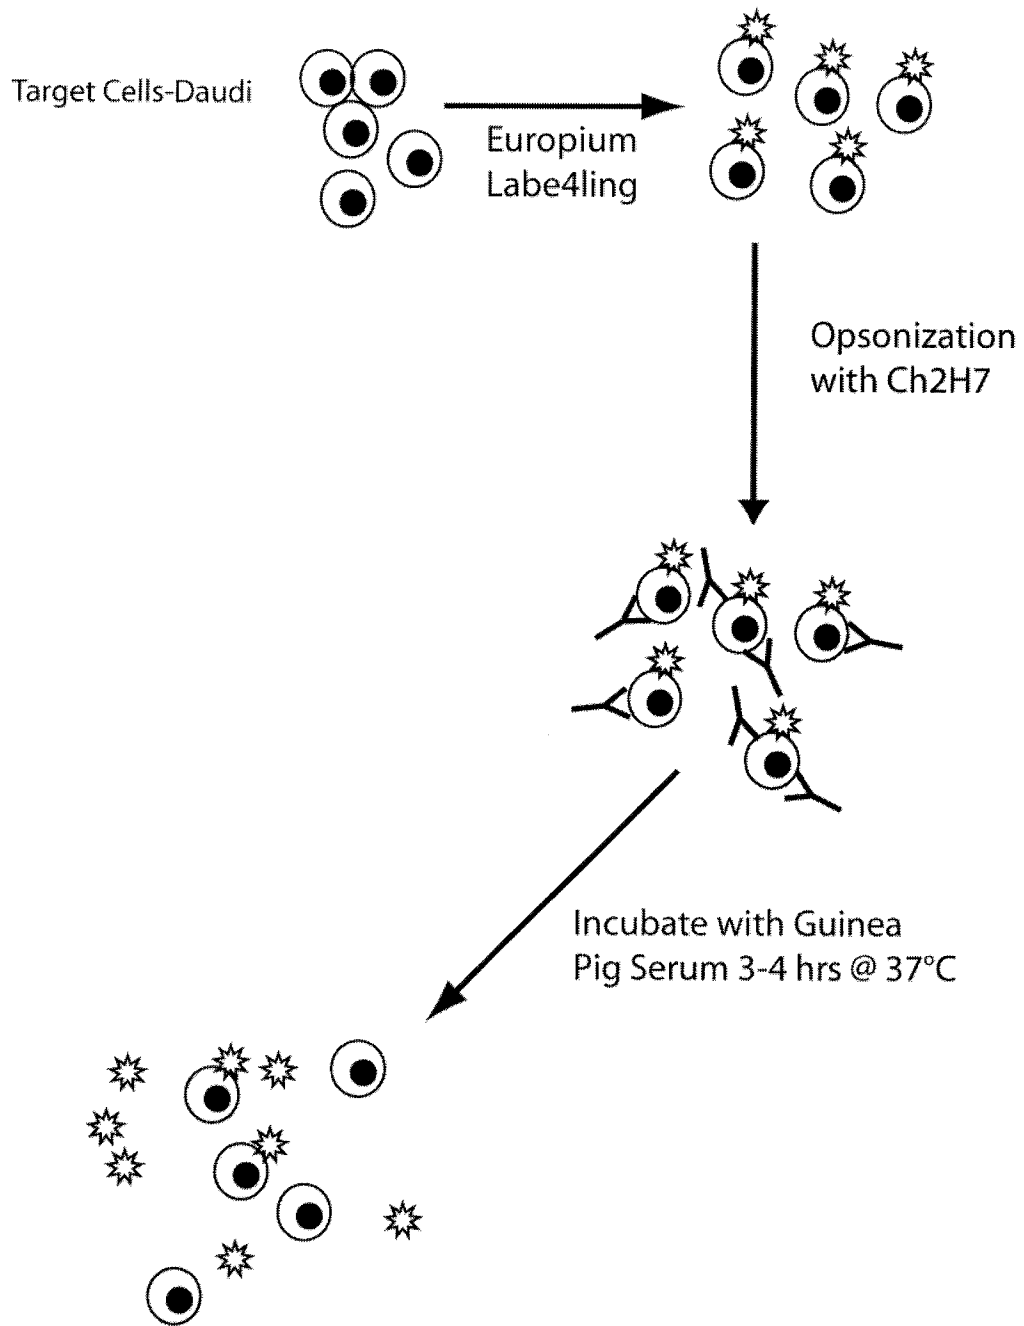 Target Cells-Daudi
Europium
Labe4ling
Opsonization
with Ch2H7
Incubate with Guinea
Pig Serum 3-4 hrs @ 37°C